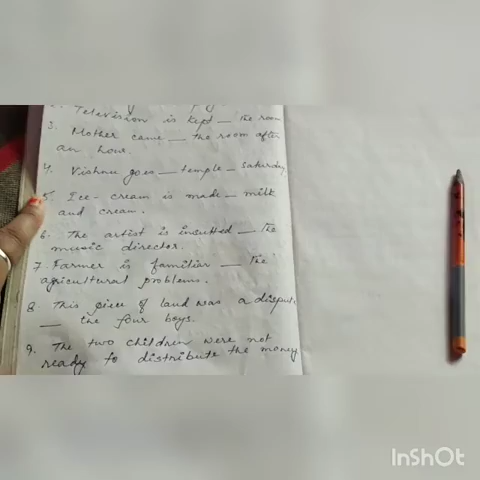 Television is kept _ the room
3. Mother came _ the room after
an hour.
4. Vishnu goes _ temple _ saturday
5. Ice-cream is made _ milk
and cream.
6. The artist is insulted _ the
music director.
7. Farmer is familiar _ the
agricultural problems.
8. This piece of land was a dispute
_ the four boys.
9. The two children were not
ready to distribute the money
InShOt